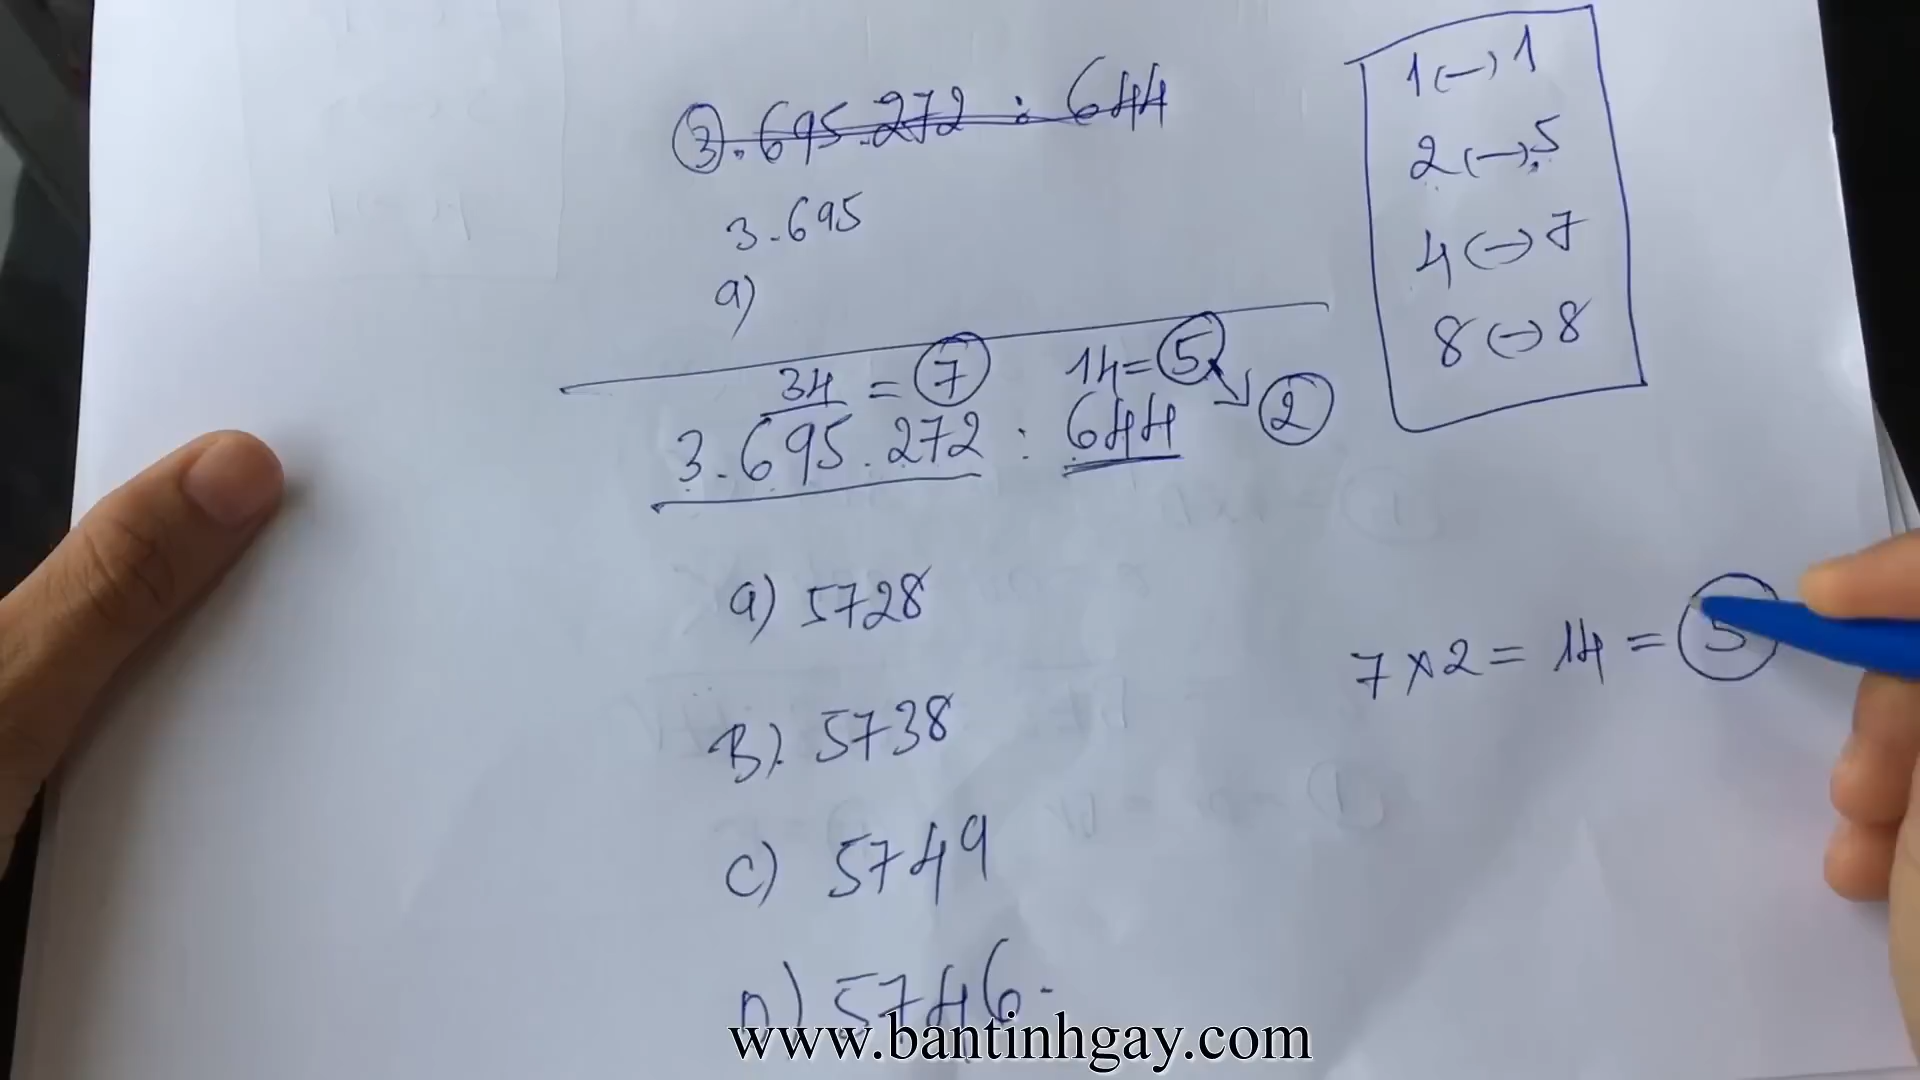 3.695.272 : 644
3.695
a)
1 (–) 1
2 (–) 5
4 (–) 7
8 (–) 8
34 = 7
14 = 5 → 2
3.695.272 : 644
a) 5728
B) 5738
C) 5749
D) 5746.
7 x 2 = 14 = 5
www.bantinhgay.com